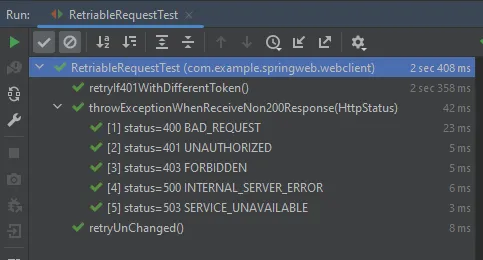 Run: RetriableRequestTest ×
RetriableRequestTest (com.example.springweb.webclient) 2 sec 408 ms
retryIf401WithDifferentToken() 2 sec 358 ms
throwExceptionWhenReceiveNon200Response(HttpStatus) 42 ms
[1] status=400 BAD_REQUEST 23 ms
[2] status=401 UNAUTHORIZED 5 ms
[3] status=403 FORBIDDEN 5 ms
[4] status=500 INTERNAL_SERVER_ERROR 6 ms
[5] status=503 SERVICE_UNAVAILABLE 3 ms
retryUnChanged() 8 ms